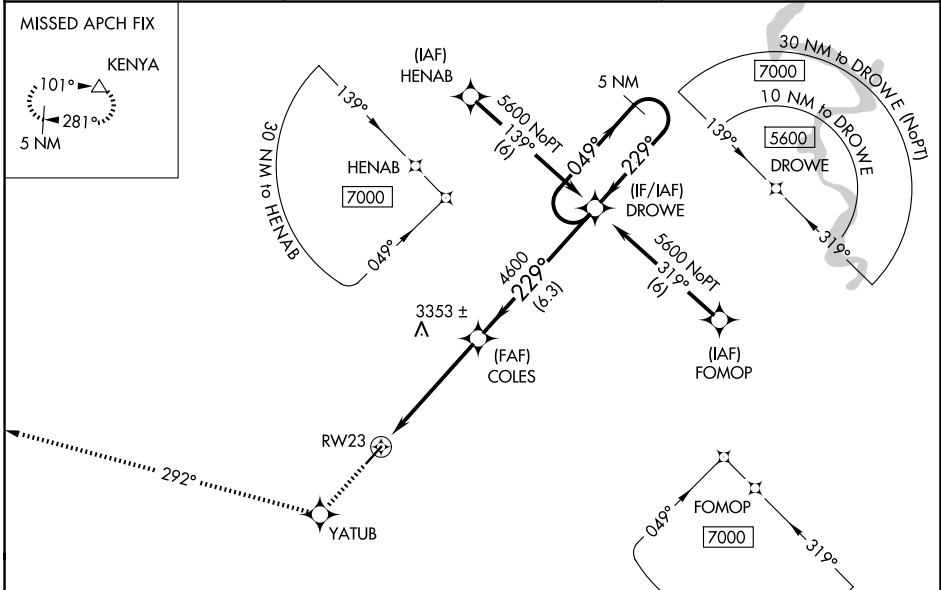 MISSED APCH FIX
KENYA
101°
281°
5 NM
(IAF)
HENAB
5600 NoPT
139°
(6)
5 NM
049°
229°
(IF/IAF)
DROWE
30 NM to HENAB
139°
HENAB
7000
049°
30 NM to DROWE (NoPT)
7000
10 NM to DROWE
5600
DROWE
139°
319°
5600 NoPT
319°
(6)
(IAF)
FOMOP
4600
229°
(6.3)
3353 ±
(FAF)
COLES
RW23
292°
YATUB
049°
FOMOP
7000
319°